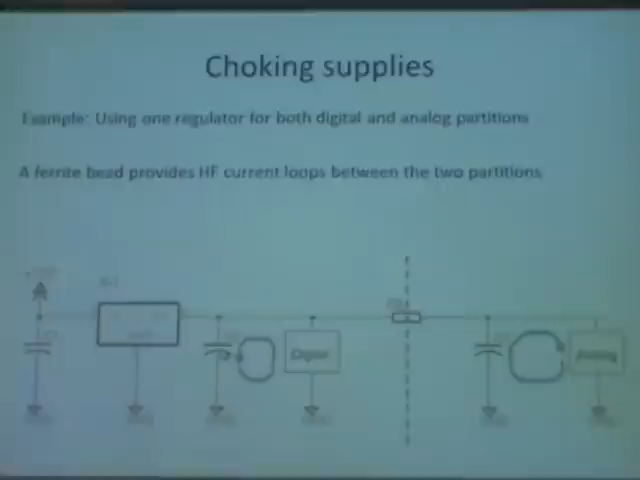 Choking supplies
Example: Using one regulator for both digital and analog partitions
A ferrite bead provides HF current loops between the two partitions
Digital
Analog